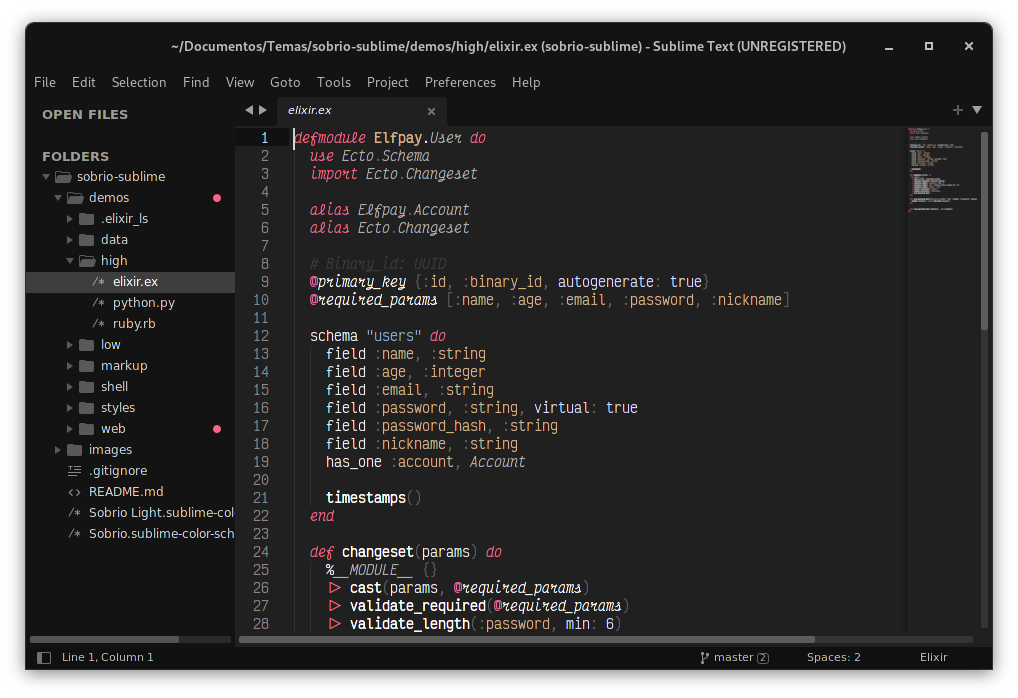 ~/Documentos/Temas/sobrio-sublime/demos/high/elixir.ex (sobrio-sublime) - Sublime Text (UNREGISTERED)
File Edit Selection Find View Goto Tools Project Preferences Help
OPEN FILES
FOLDERS
sobrio-sublime
demos
.elixir_ls
data
high
/* elixir.ex
/* python.py
/* ruby.rb
low
markup
shell
styles
web
images
.gitignore
<> README.md
/* Sobrio Light.sublime-col
/* Sobrio.sublime-color-sch
elixir.ex
1 defmodule Elfpay.User do
2 use Ecto.Schema
3 import Ecto.Changeset
4
5 alias Elfpay.Account
6 alias Ecto.Changeset
7
8 # Binary_id: UUID
9 @primary_key {:id, :binary_id, autogenerate: true}
10 @required_params [:name, :age, :email, :password, :nickname]
11
12 schema "users" do
13 field :name, :string
14 field :age, :integer
15 field :email, :string
16 field :password, :string, virtual: true
17 field :password_hash, :string
18 field :nickname, :string
19 has_one :account, Account
20
21 timestamps()
22 end
23
24 def changeset(params) do
25 %__MODULE__ {}
26 |> cast(params, @required_params)
27 |> validate_required(@required_params)
28 |> validate_length(:password, min: 6)
Line 1, Column 1
master 2
Spaces: 2
Elixir